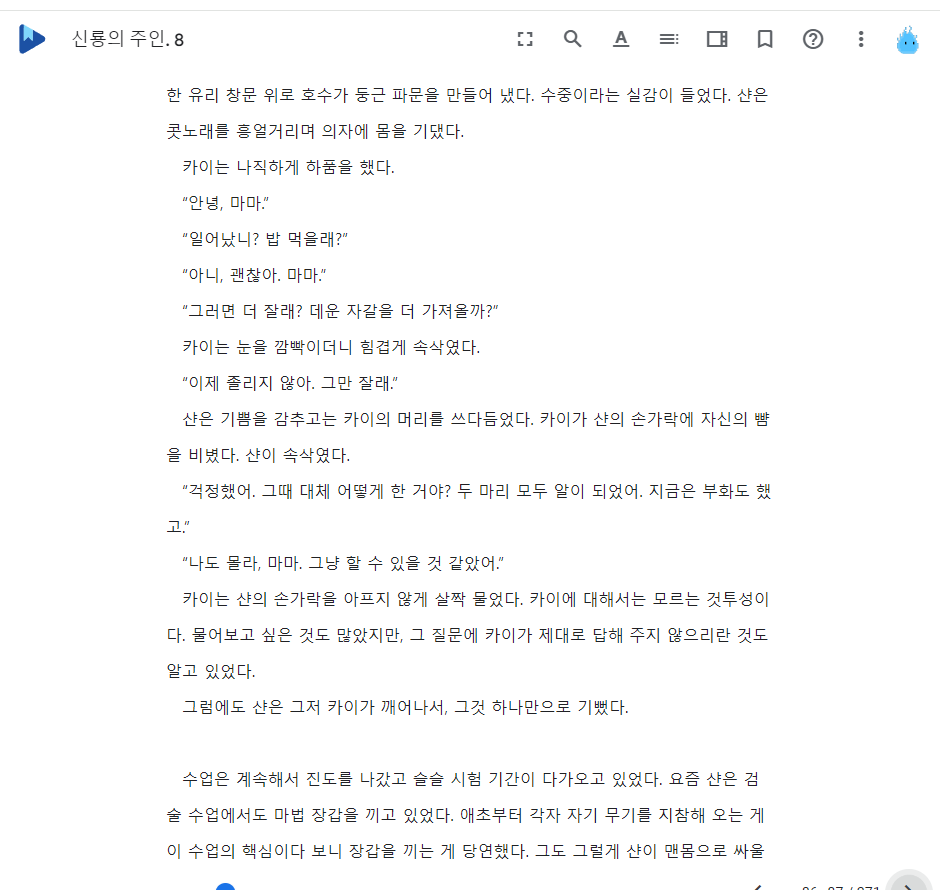 신룡의 주인. 8
한 유리 창문 위로 호수가 둥근 파문을 만들어 냈다. 수중이라는 실감이 들었다. 샨은
콧노래를 흥얼거리며 의자에 몸을 기댔다.
카이는 나직하게 하품을 했다.
“안녕, 마마.”
“일어났니? 밥 먹을래?”
“아니, 괜찮아. 마마.”
“그러면 더 잘래? 데운 자갈을 더 가져올까?”
카이는 눈을 깜빡이더니 힘겹게 속삭였다.
“이제 졸리지 않아. 그만 잘래.”
샨은 기쁨을 감추고는 카이의 머리를 쓰다듬었다. 카이가 샨의 손가락에 자신의 뺨
을 비볐다. 샨이 속삭였다.
“걱정했어. 그때 대체 어떻게 한 거야? 두 마리 모두 알이 되었어. 지금은 부화도 했
고.”
“나도 몰라, 마마. 그냥 할 수 있을 것 같았어.”
카이는 샨의 손가락을 아프지 않게 살짝 물었다. 카이에 대해서는 모르는 것투성이
다. 물어보고 싶은 것도 많았지만, 그 질문에 카이가 제대로 답해 주지 않으리란 것도
알고 있었다.
그럼에도 샨은 그저 카이가 깨어나서, 그것 하나만으로 기뻤다.
수업은 계속해서 진도를 나갔고 슬슬 시험 기간이 다가오고 있었다. 요즘 샨은 검
술 수업에서도 마법 장갑을 끼고 있었다. 애초부터 각자 자기 무기를 지참해 오는 게
이 수업의 핵심이다 보니 장갑을 끼는 게 당연했다. 그도 그럴게 샨이 맨몸으로 싸울